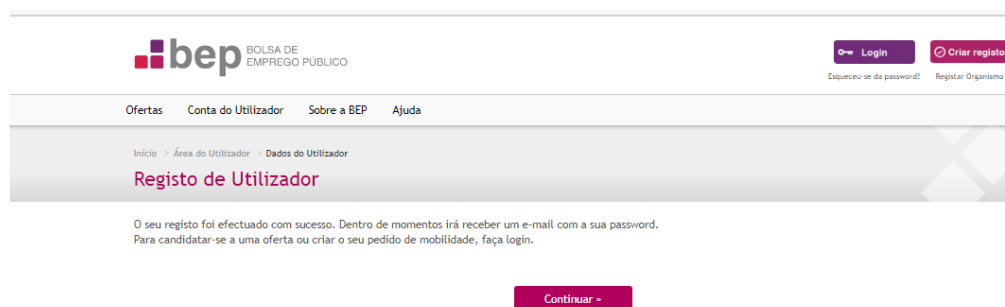 bep BOLSA DE
EMPREGO PÚBLICO
Login
Criar registo
Esqueceu-se da password?
Registar Organismo
Ofertas Conta do Utilizador Sobre a BEP Ajuda
Início > Área do Utilizador > Dados do Utilizador
Registo de Utilizador
O seu registo foi efectuado com sucesso. Dentro de momentos irá receber um e-mail com a sua password.
Para candidatar-se a uma oferta ou criar o seu pedido de mobilidade, faça login.
Continuar »